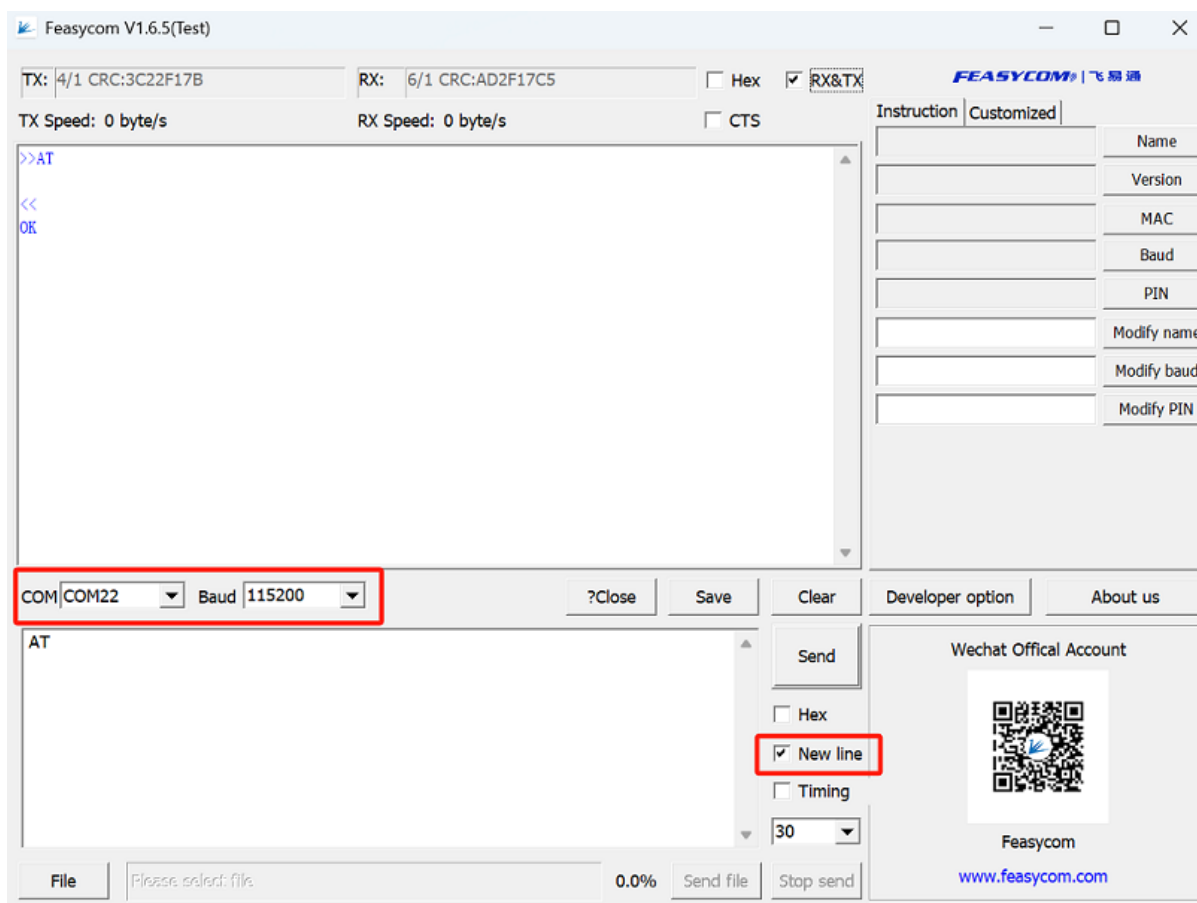 Feasycom V1.6.5(Test)
TX: 4/1 CRC:3C22F17B RX: 6/1 CRC:AD2F17C5 Hex RX&TX
FEASYCOM® | 飞易通
TX Speed: 0 byte/s RX Speed: 0 byte/s CTS
Instruction Customized
>>AT
<<
OK
Name
Version
MAC
Baud
PIN
Modify name
Modify baud
Modify PIN
COM COM22 Baud 115200 ?Close Save Clear Developer option About us
AT
Send
Hex
New line
Timing
30
Wechat Offical Account
Feasycom
www.feasycom.com
File Please select file 0.0% Send file Stop send